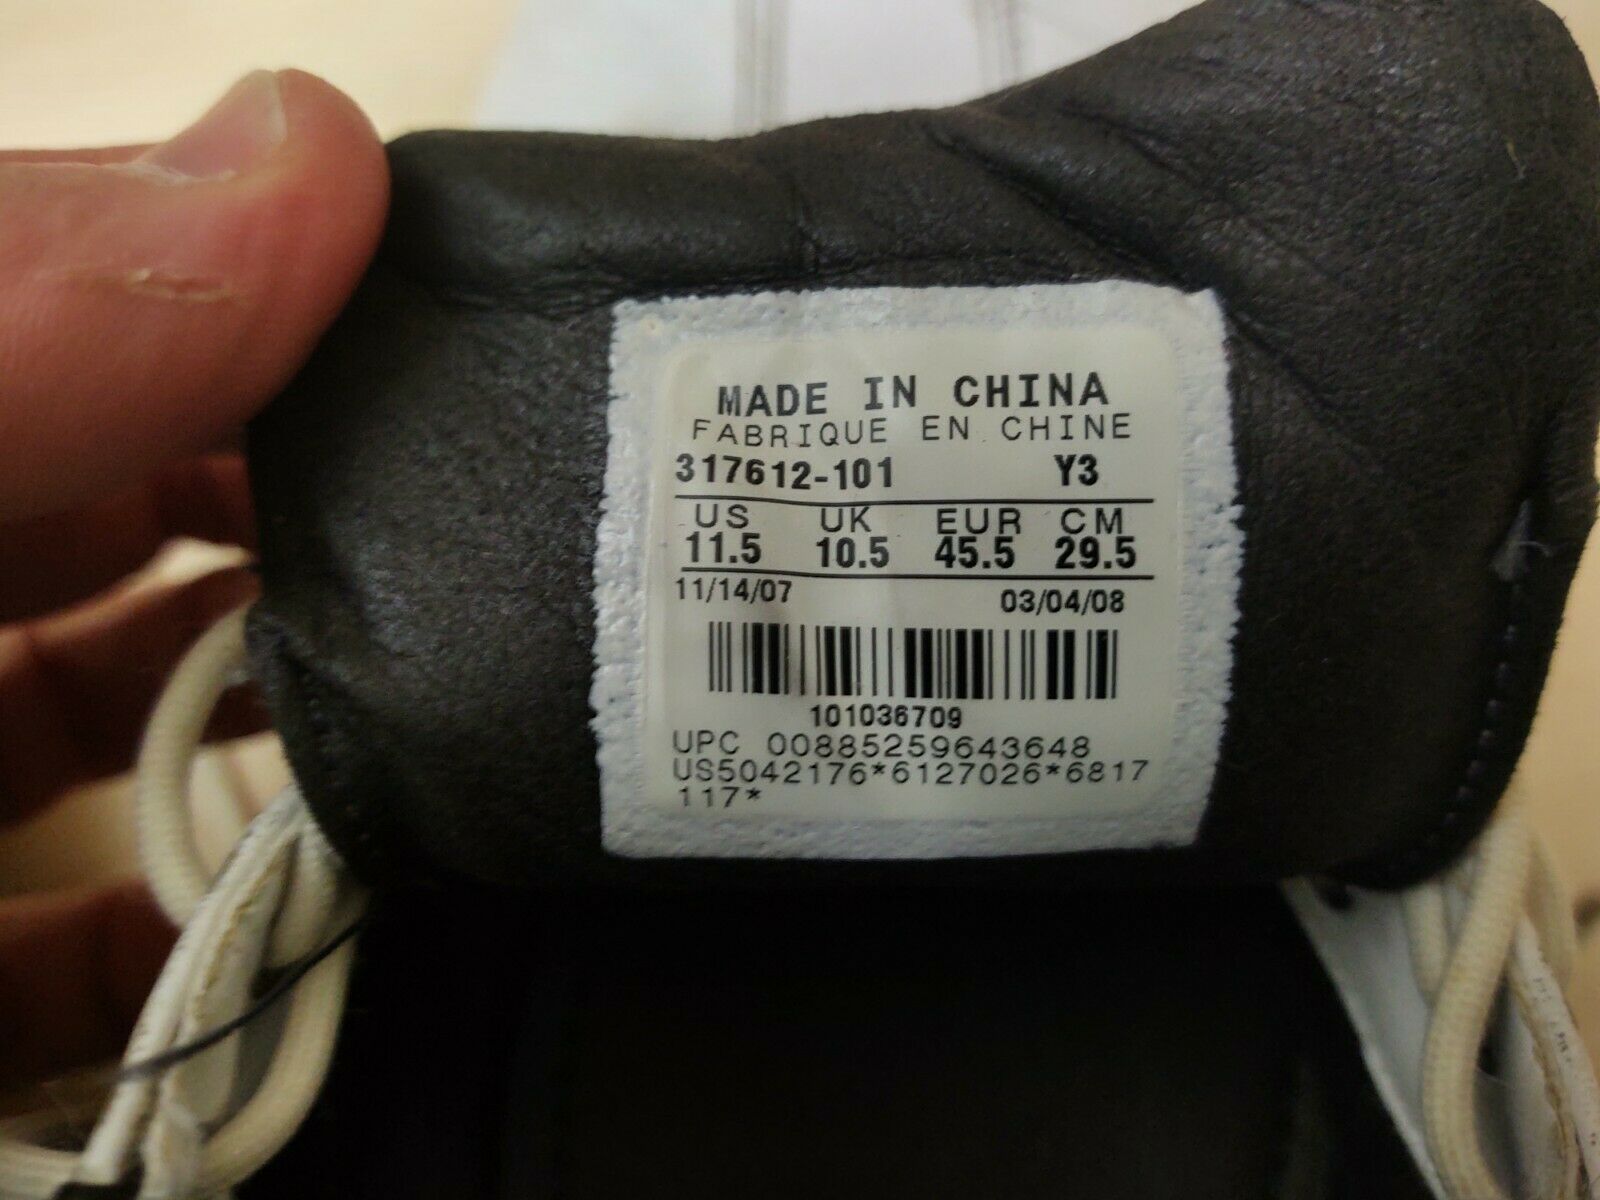 MADE IN CHINA
FABRIQUE EN CHINE
317612-101 Y3
US UK EUR CM
11.5 10.5 45.5 29.5
11/14/07 03/04/08
101036709
UPC 00885259643648
US5042176*6127026*6817
117*